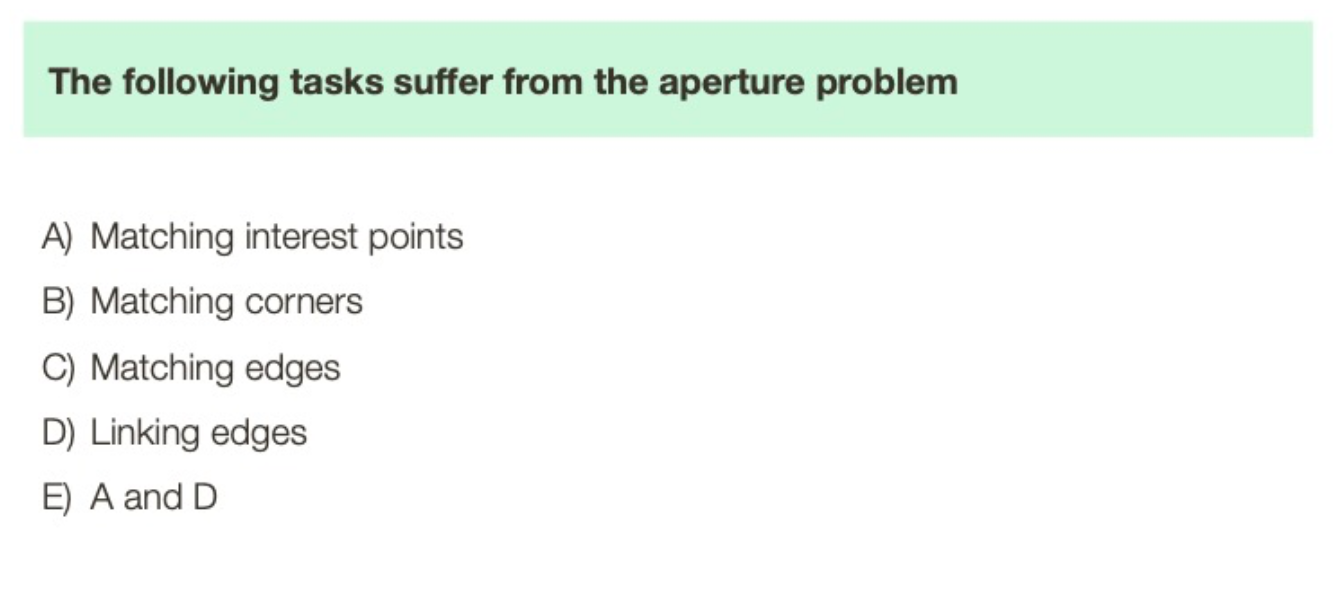 The following tasks suffer from the aperture problem
A) Matching interest points
B) Matching corners
C) Matching edges
D) Linking edges
E) A and D